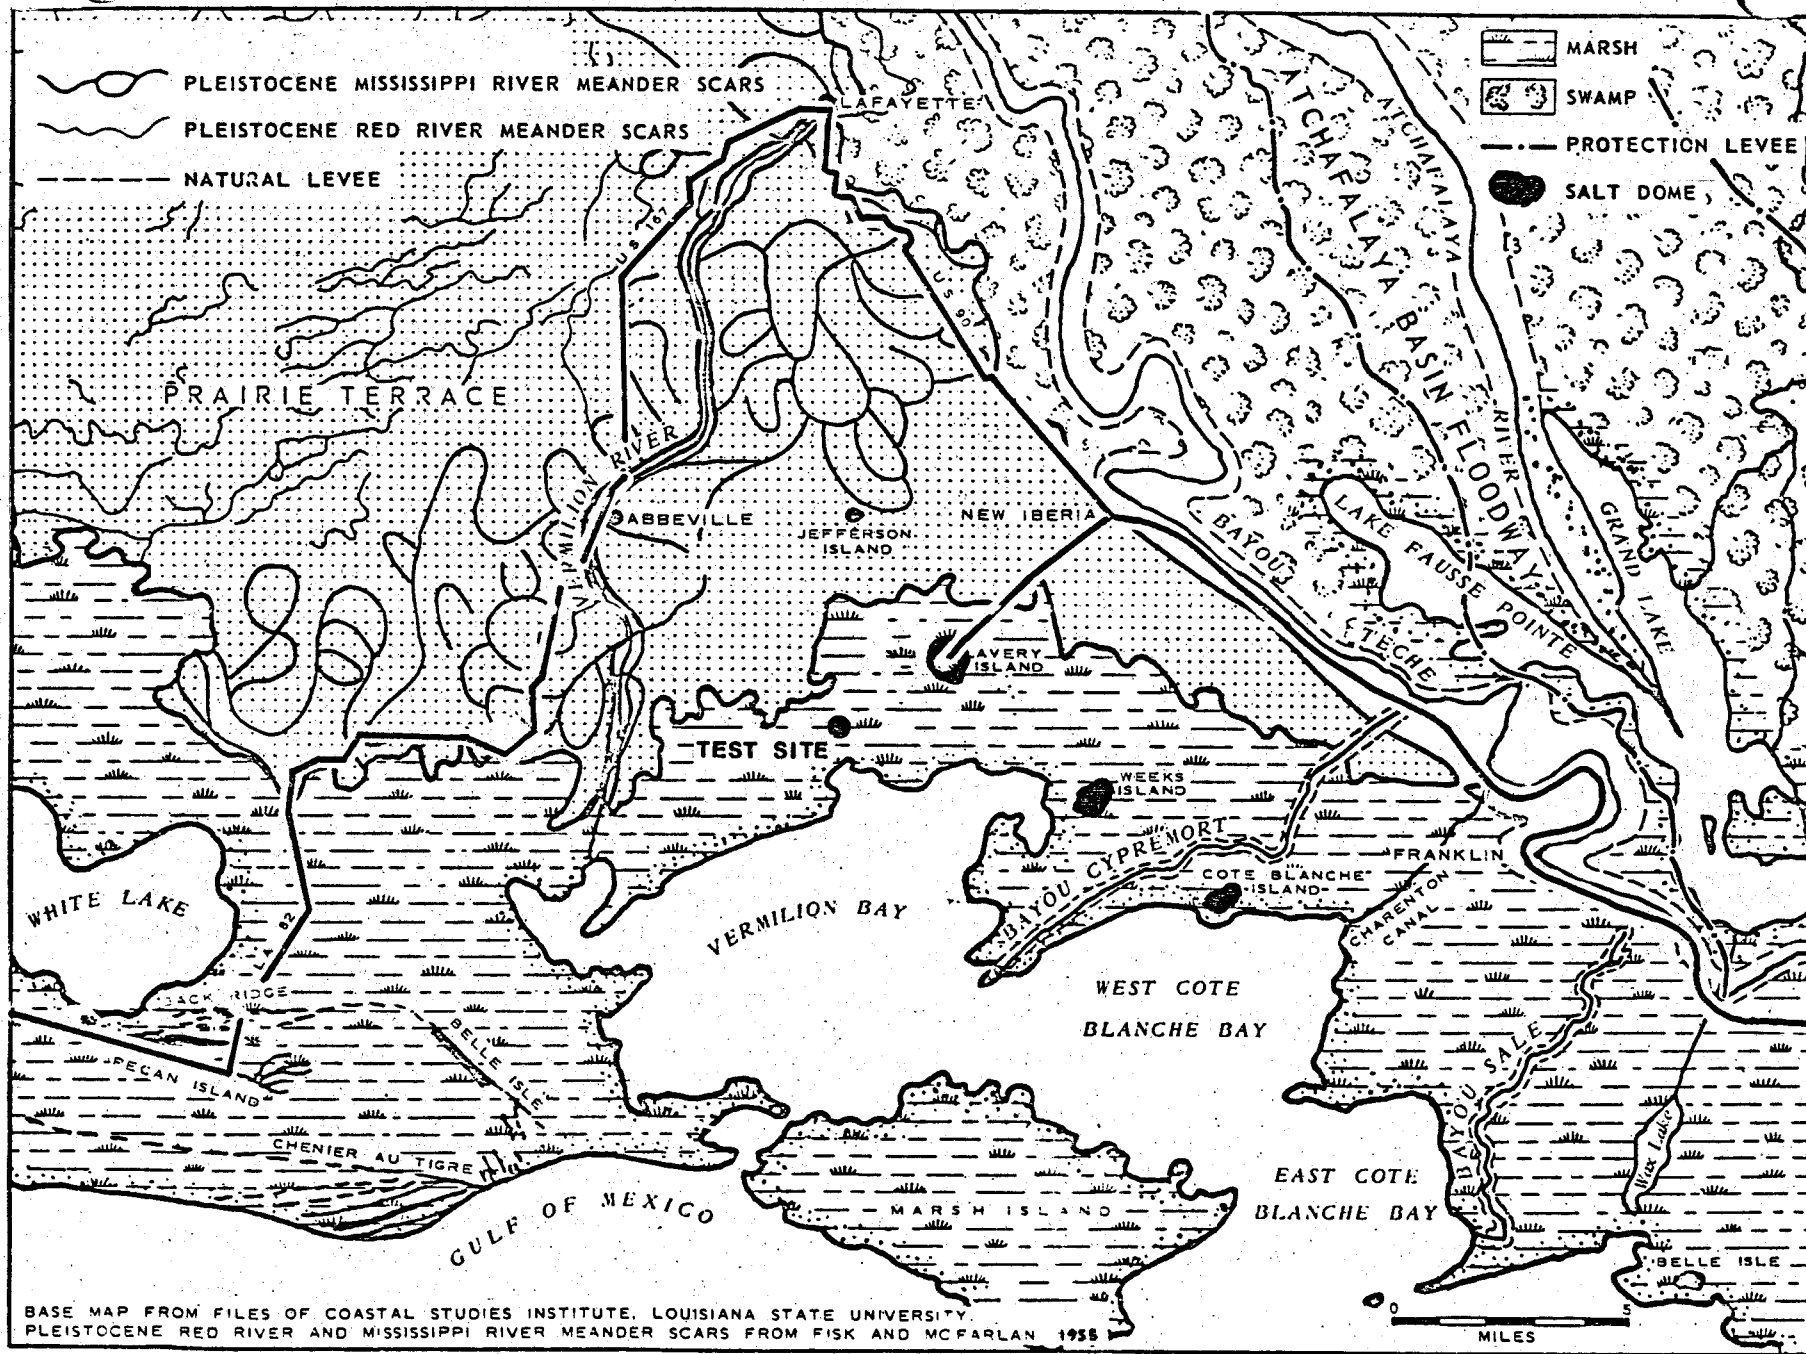 PLEISTOCENE MISSISSIPPI RIVER MEANDER SCARS
PLEISTOCENE RED RIVER MEANDER SCARS
NATURAL LEVEE
MARSH
SWAMP
PROTECTION LEVEE
SALT DOME
LAFAYETTE
US 167
US 90
ATCHAFALAYA BASIN FLOODWAY
ATCHAFALAYA
RIVER
PRAIRIE TERRACE
VERMILION RIVER
ABBEVILLE
JEFFERSON
ISLAND
NEW IBERIA
BAYOU
TECHE
LAKE FAUSSE POINTE
GRAND
LAKE
AVERY
ISLAND
TEST SITE
WEEKS
ISLAND
BAYOU CYPREMORT
COTE BLANCHE
ISLAND
FRANKLIN
CHARENTON
CANAL
WHITE LAKE
LA 82
VERMILION BAY
WEST COTE
BLANCHE BAY
BACK RIDGE
BELLE ISLE
PECAN ISLAND
CHENIER AU TIGRE
GULF OF MEXICO
MARSH ISLAND
EAST COTE
BLANCHE BAY
BAYOU SALE
Wax Lake
BELLE ISLE
0 5
MILES
BASE MAP FROM FILES OF COASTAL STUDIES INSTITUTE, LOUISIANA STATE UNIVERSITY.
PLEISTOCENE RED RIVER AND MISSISSIPPI RIVER MEANDER SCARS FROM FISK AND MCFARLAN 1955